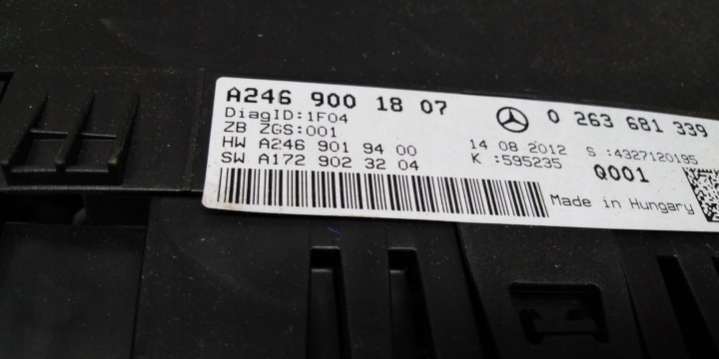 A246 900 18 07 0 263 681 339
DiagID:1F04
ZB ZGS:001
HW A246 901 94 00 14 08 2012 S :4327120195
SW A172 902 32 04 K :595235 Q001
Made in Hungary